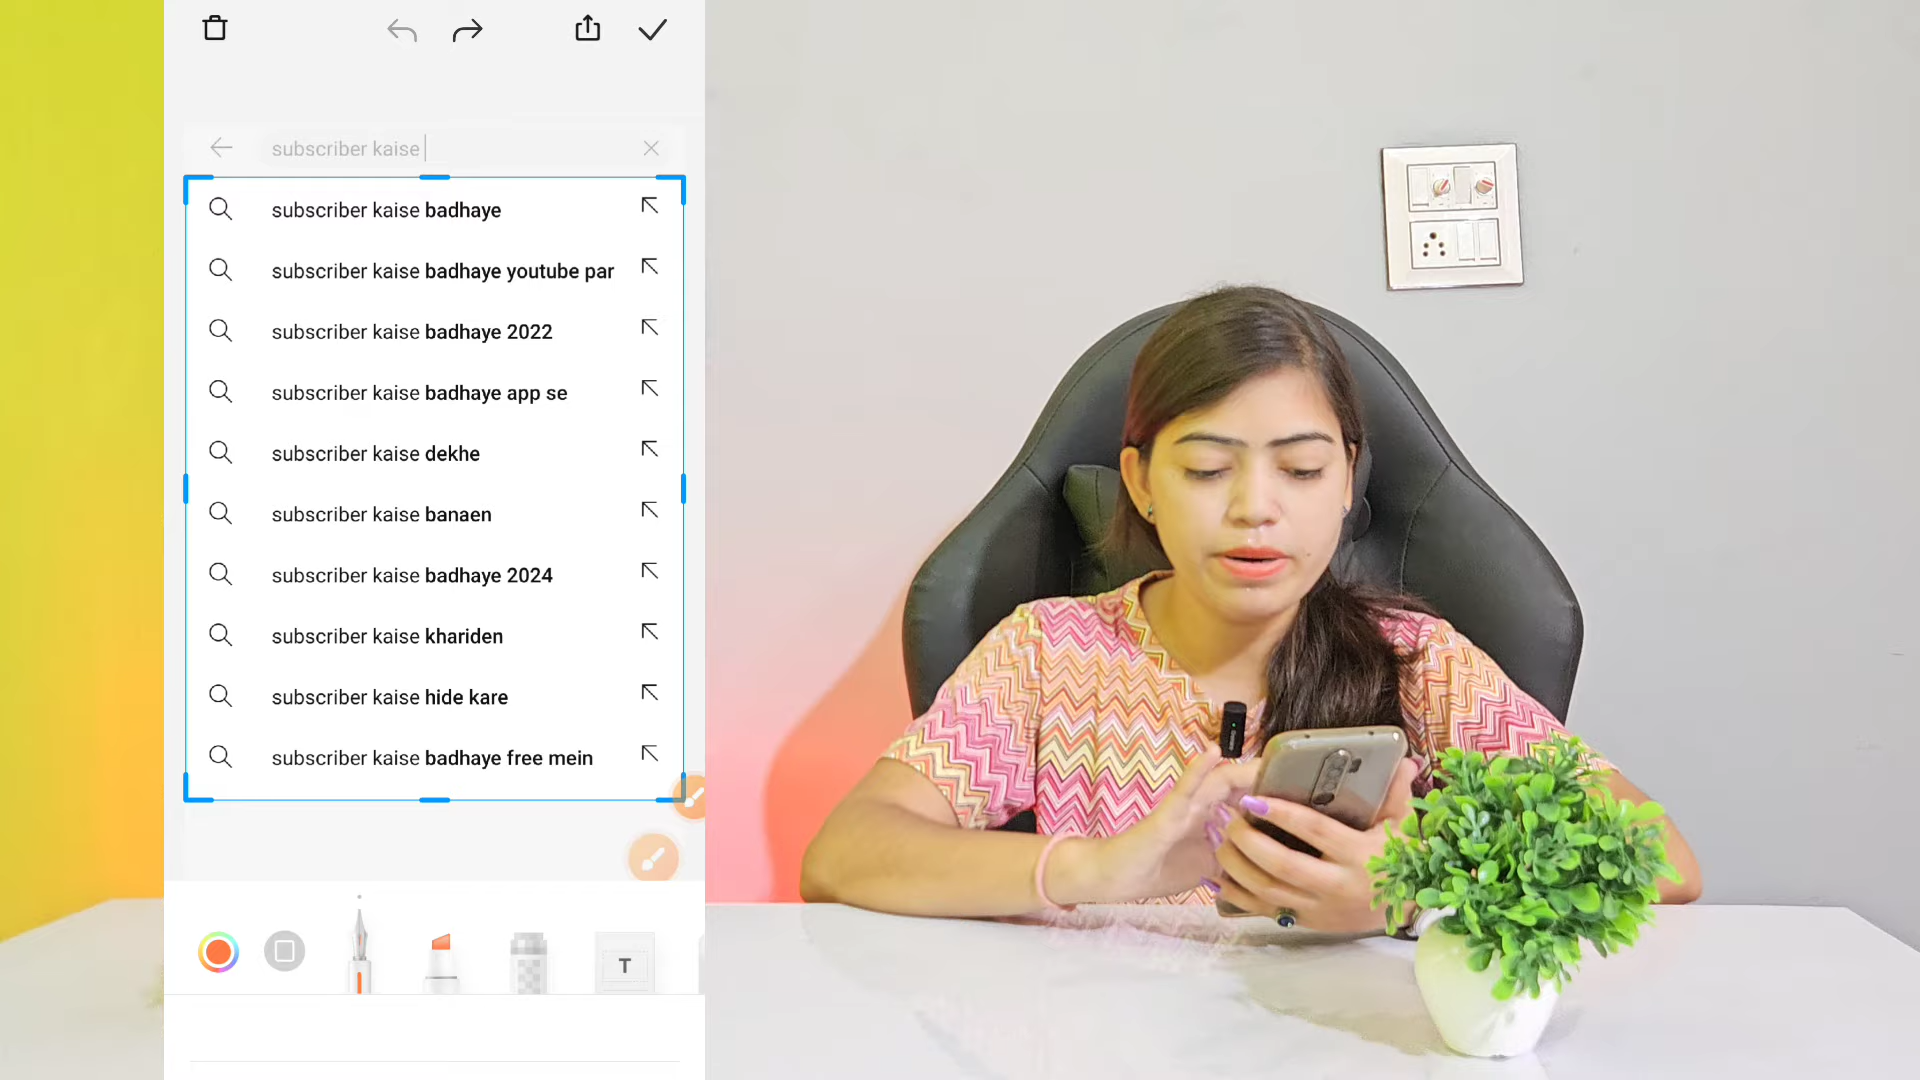 subscriber kaise
subscriber kaise badhaye
subscriber kaise badhaye youtube par
subscriber kaise badhaye 2022
subscriber kaise badhaye app se
subscriber kaise dekhe
subscriber kaise banaen
subscriber kaise badhaye 2024
subscriber kaise khariden
subscriber kaise hide kare
subscriber kaise badhaye free mein
T